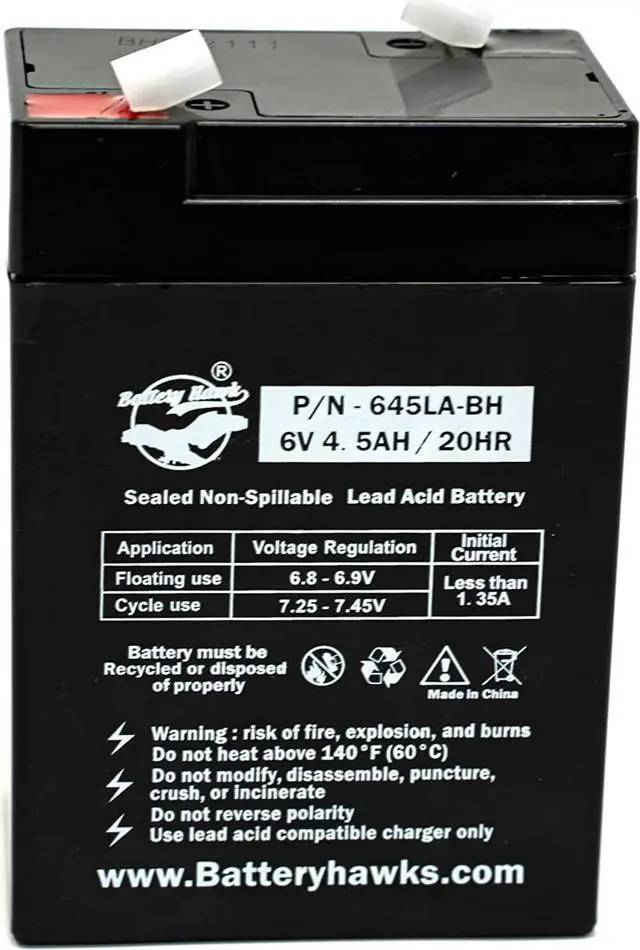 Battery Hawk ®
P/N - 645LA-BH
6V 4. 5AH / 20HR
Sealed Non-Spillable Lead Acid Battery
Application Voltage Regulation Initial Current
Floating use 6.8 - 6.9V Less than 1. 35A
Cycle use 7.25 - 7.45V
Battery must be
Recycled or disposed
of properly
Made in China
Warning : risk of fire, explosion, and burns
Do not heat above 140°F (60°C)
Do not modify, disassemble, puncture,
crush, or incinerate
Do not reverse polarity
Use lead acid compatible charger only
www.Batteryhawks.com